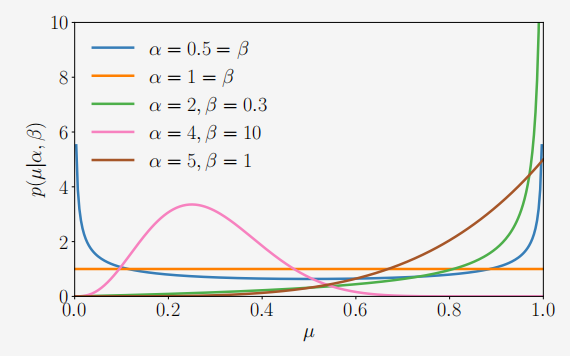 10
8
6
4
2
0
p(μ|α, β)
α = 0.5 = β
α = 1 = β
α = 2, β = 0.3
α = 4, β = 10
α = 5, β = 1
0.0 0.2 0.4 0.6 0.8 1.0
μ